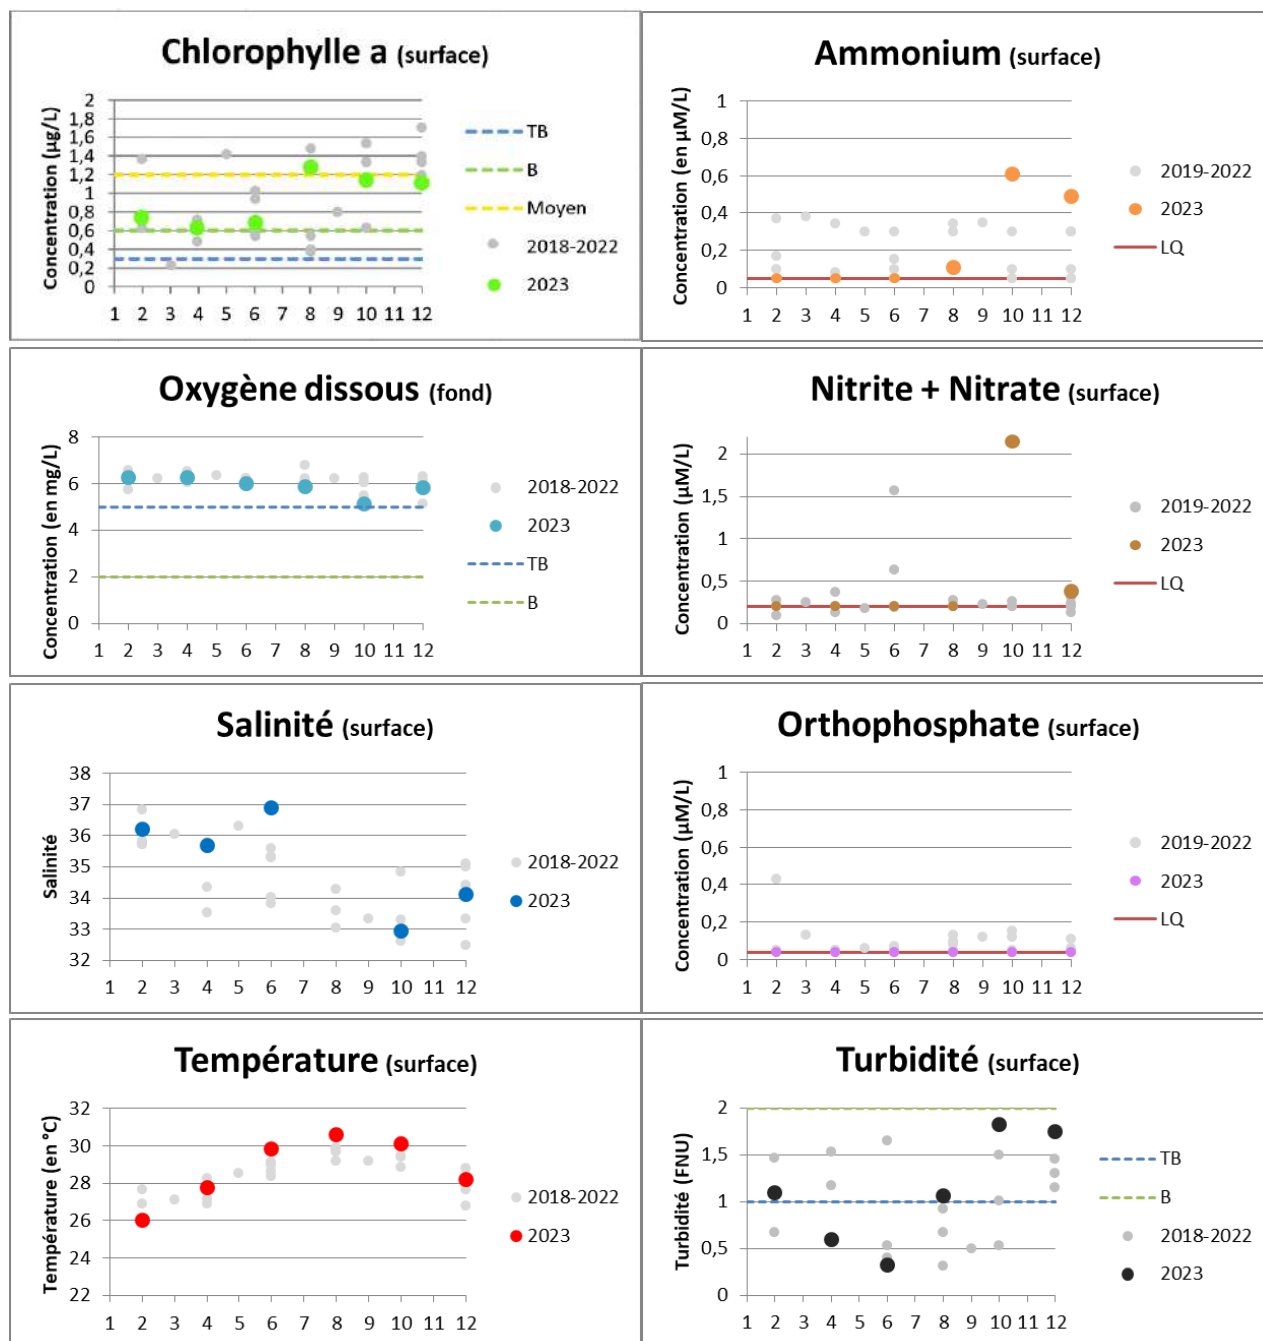 Chlorophylle a (surface)
Concentration (µg/L)
2
1,8
1,6
1,4
1,2
1
0,8
0,6
0,4
0,2
0
1 2 3 4 5 6 7 8 9 10 11 12
TB
B
Moyen
2018-2022
2023
Ammonium (surface)
Concentration (en µM/L)
1
0,8
0,6
0,4
0,2
0
1 2 3 4 5 6 7 8 9 10 11 12
2019-2022
2023
LQ
Oxygène dissous (fond)
Concentration (en mg/L)
8
6
4
2
0
1 2 3 4 5 6 7 8 9 10 11 12
2018-2022
2023
TB
B
Nitrite + Nitrate (surface)
Concentration (µM/L)
2
1,5
1
0,5
0
1 2 3 4 5 6 7 8 9 10 11 12
2019-2022
2023
LQ
Salinité (surface)
Salinité
38
37
36
35
34
33
32
1 2 3 4 5 6 7 8 9 10 11 12
2018-2022
2023
Orthophosphate (surface)
Concentration (µM/L)
1
0,8
0,6
0,4
0,2
0
1 2 3 4 5 6 7 8 9 10 11 12
2019-2022
2023
LQ
Température (surface)
Température (en °C)
32
30
28
26
24
22
1 2 3 4 5 6 7 8 9 10 11 12
2018-2022
2023
Turbidité (surface)
Turbidité (FNU)
2
1,5
1
0,5
0
1 2 3 4 5 6 7 8 9 10 11 12
TB
B
2018-2022
2023